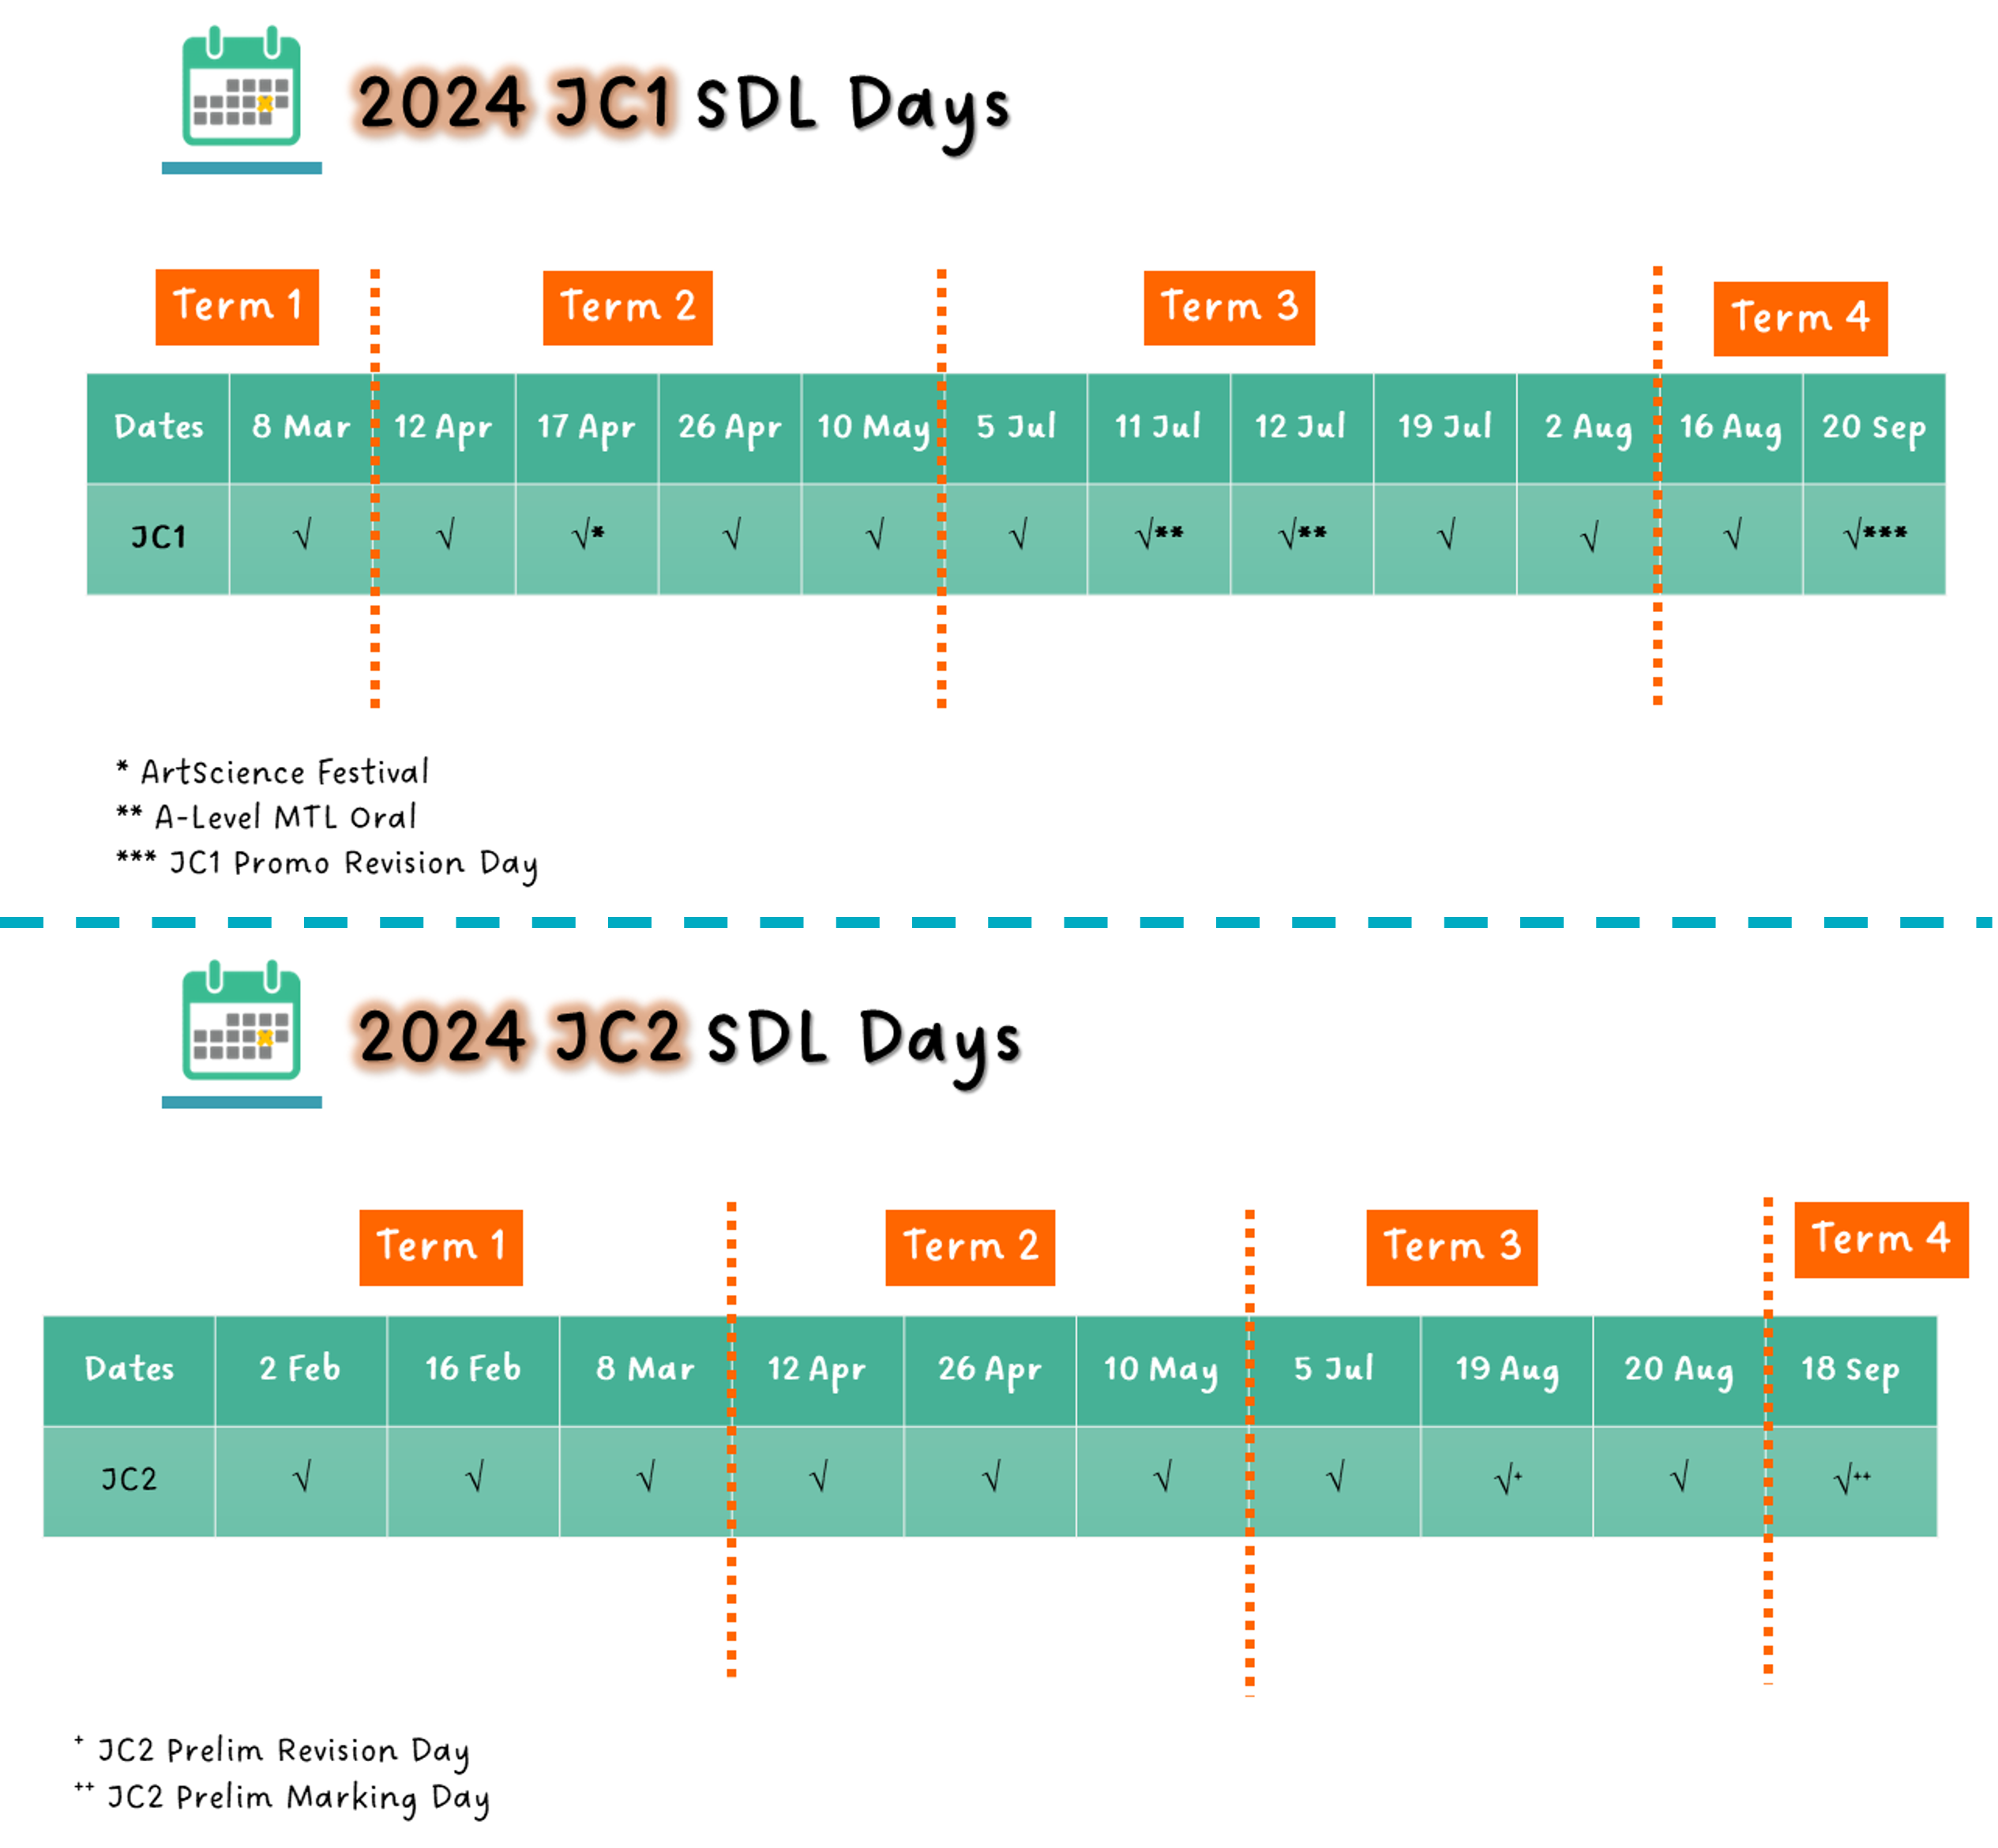 2024 JC1 SDL Days
Term 1 Term 2 Term 3 Term 4
Dates 8 Mar 12 Apr 17 Apr 26 Apr 10 May 5 Jul 11 Jul 12 Jul 19 Jul 2 Aug 16 Aug 20 Sep
JC1 √ √ √* √ √ √ √** √** √ √ √ √***
* ArtScience Festival
** A-Level MTL Oral
*** JC1 Promo Revision Day
2024 JC2 SDL Days
Term 1 Term 2 Term 3 Term 4
Dates 2 Feb 16 Feb 8 Mar 12 Apr 26 Apr 10 May 5 Jul 19 Aug 20 Aug 18 Sep
JC2 √ √ √ √ √ √ √ √+ √ √++
+ JC2 Prelim Revision Day
++ JC2 Prelim Marking Day